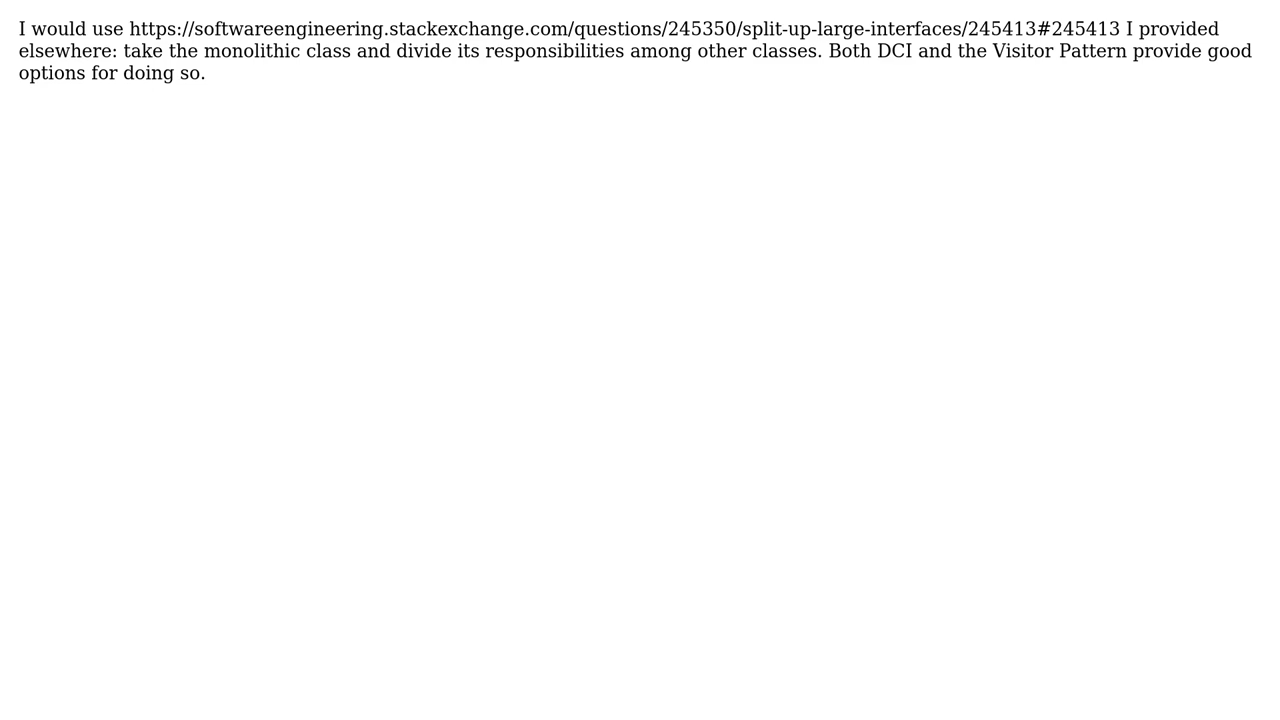 I would use https://softwareengineering.stackexchange.com/questions/245350/split-up-large-interfaces/245413#245413 I provided
elsewhere: take the monolithic class and divide its responsibilities among other classes. Both DCI and the Visitor Pattern provide good
options for doing so.